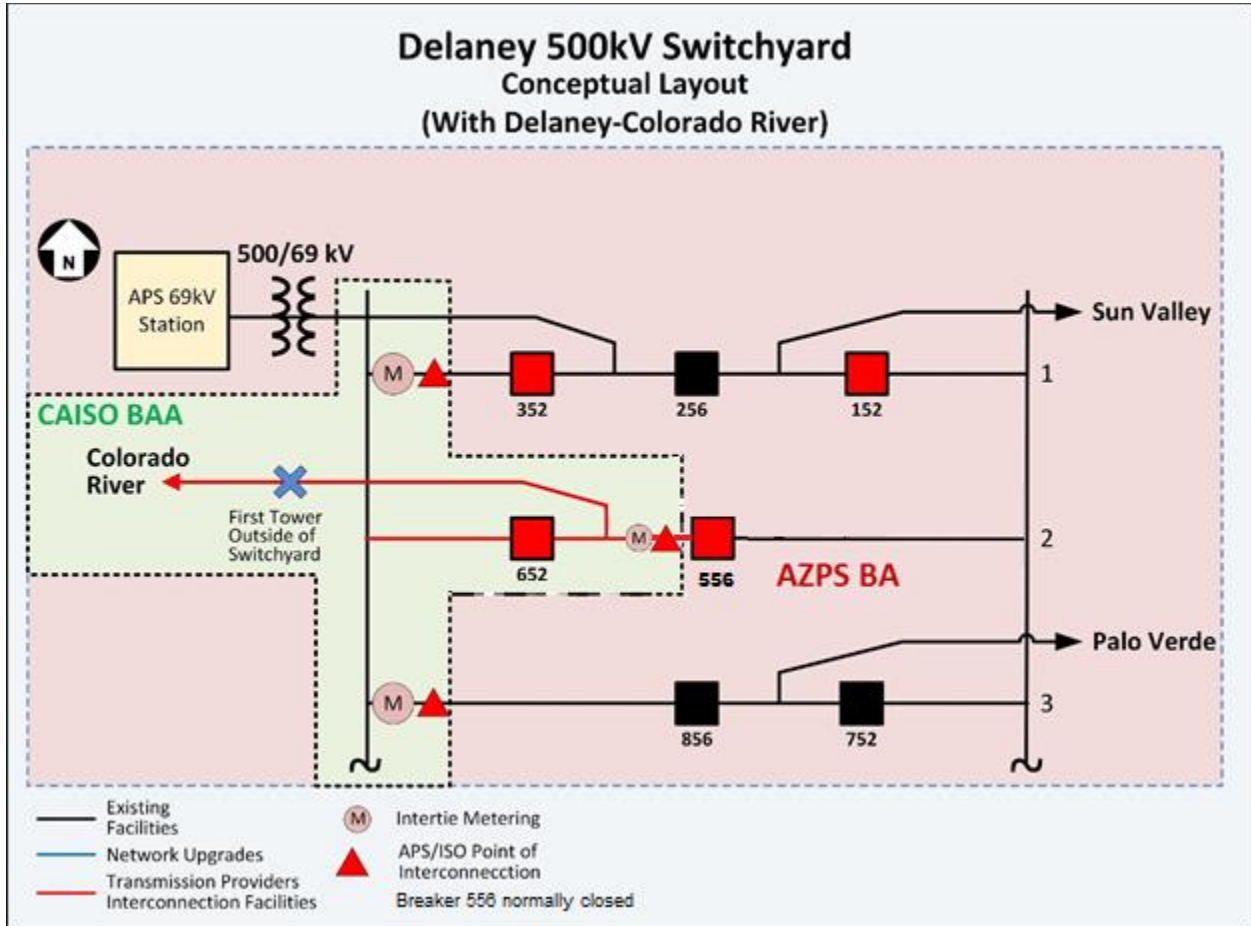 Delaney 500kV Switchyard
Conceptual Layout
(With Delaney-Colorado River)
N
500/69 kV
APS 69kV
Station
Sun Valley
M
352
256
152
1
CAISO BAA
Colorado
River
First Tower
Outside of
Switchyard
652
M
556
2
AZPS BA
Palo Verde
M
856
752
3
Existing
Facilities
Network Upgrades
Transmission Providers
Interconnection Facilities
M
Intertie Metering
APS/ISO Point of
Interconnecction
Breaker 556 normally closed